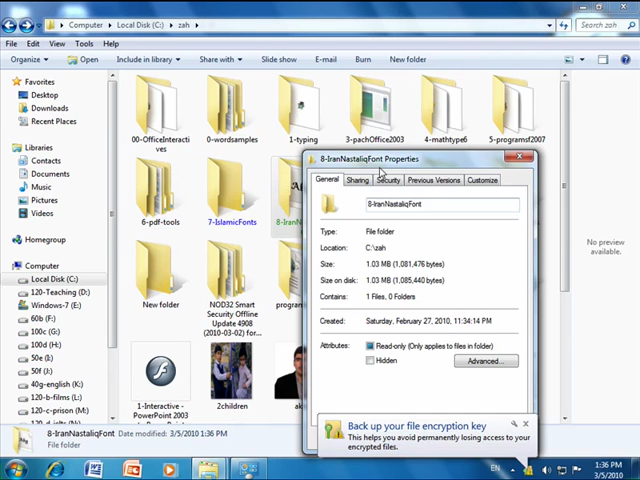 Computer ▸ Local Disk (C:) ▸ zah ▸
Search zah
File Edit View Tools Help
Organize Open Include in library Share with Slide show E-mail Burn New folder
Favorites
Desktop
Downloads
Recent Places
Libraries
Contacts
Documents
Music
Pictures
Videos
Homegroup
Computer
Local Disk (C:)
120-Teaching (D:)
Windows-7 (E:)
60b (F:)
100c (G:)
100d (H:)
50e (I:)
50f (J:)
40g-english (K:)
120-c-prison (M:)
00-OfficeInteractives
0-wordsamples
1-typing
3-pachOffice2003
4-mathtype6
5-programsf2007
6-pdf-tools
7-IslamicFonts
8-IranN
New folder
NOD32 Smart
Security Offline
Update 4908
(2010-03-02) for...
program
1-Interactive -
PowerPoint 2003
2children
No preview
available.
8-IranNastaliqFont Properties
General Sharing Security Previous Versions Customize
8-IranNastaliqFont
Type: File folder
Location: C:\zah
Size: 1.03 MB (1,081,476 bytes)
Size on disk: 1.03 MB (1,085,440 bytes)
Contains: 1 Files, 0 Folders
Created: Saturday, February 27, 2010, 11:34:14 PM
Attributes: Read-only (Only applies to files in folder)
Hidden
Advanced...
Back up your file encryption key
This helps you avoid permanently losing access to your
encrypted files.
8-IranNastaliqFont Date modified: 3/5/2010 1:36 PM
File folder
EN
1:36 PM
3/5/2010